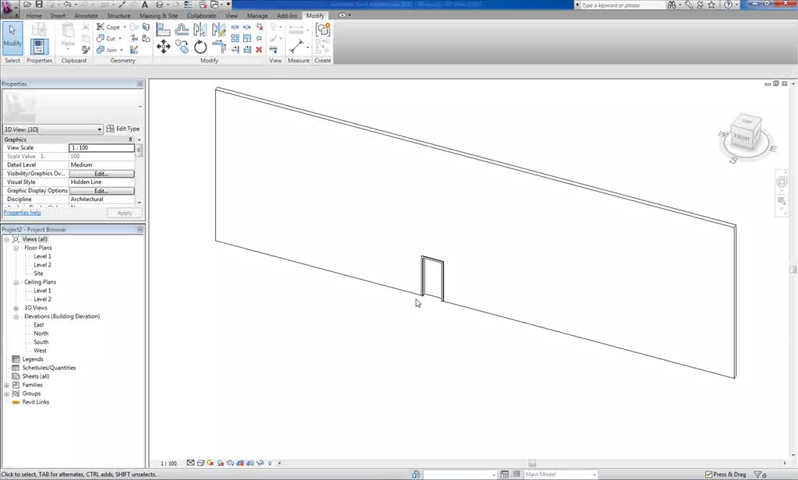 Home Insert Annotate Structure Massing & Site Collaborate View Manage Add-Ins Modify
Type a keyword or phrase
Modify
Properties
Paste
Cope
Cut
Join
Select Properties Clipboard Geometry Modify View Measure Create
Properties
3D View: {3D}
Edit Type
Graphics
View Scale 1 : 100
Scale Value 1: 100
Detail Level Medium
Visibility/Graphics Ov... Edit...
Visual Style Hidden Line
Graphic Display Options Edit...
Discipline Architectural
Properties help
Apply
Project2 - Project Browser
Views (all)
Floor Plans
Level 1
Level 2
Site
Ceiling Plans
Level 1
Level 2
3D Views
Elevations (Building Elevation)
East
North
South
West
Legends
Schedules/Quantities
Sheets (all)
Families
Groups
Revit Links
TOP
FRONT
S
E
1 : 100
Click to select, TAB for alternates, CTRL adds, SHIFT unselects.
Main Model
Press & Drag
:0